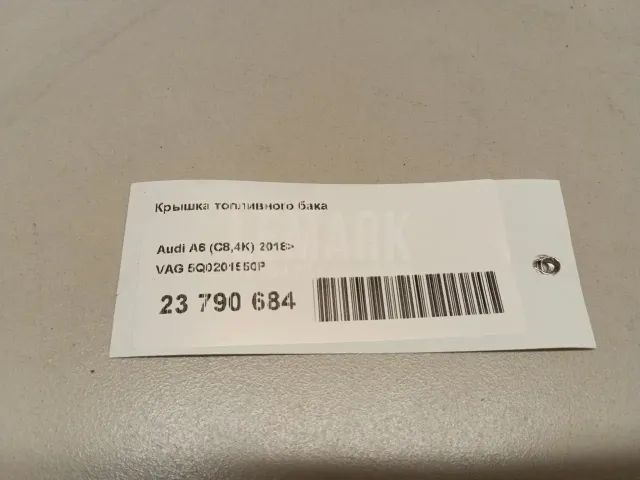 Крышка топливного бака
Audi A6 (C8,4K) 2018>
VAG 5Q0201550P
23 790 684